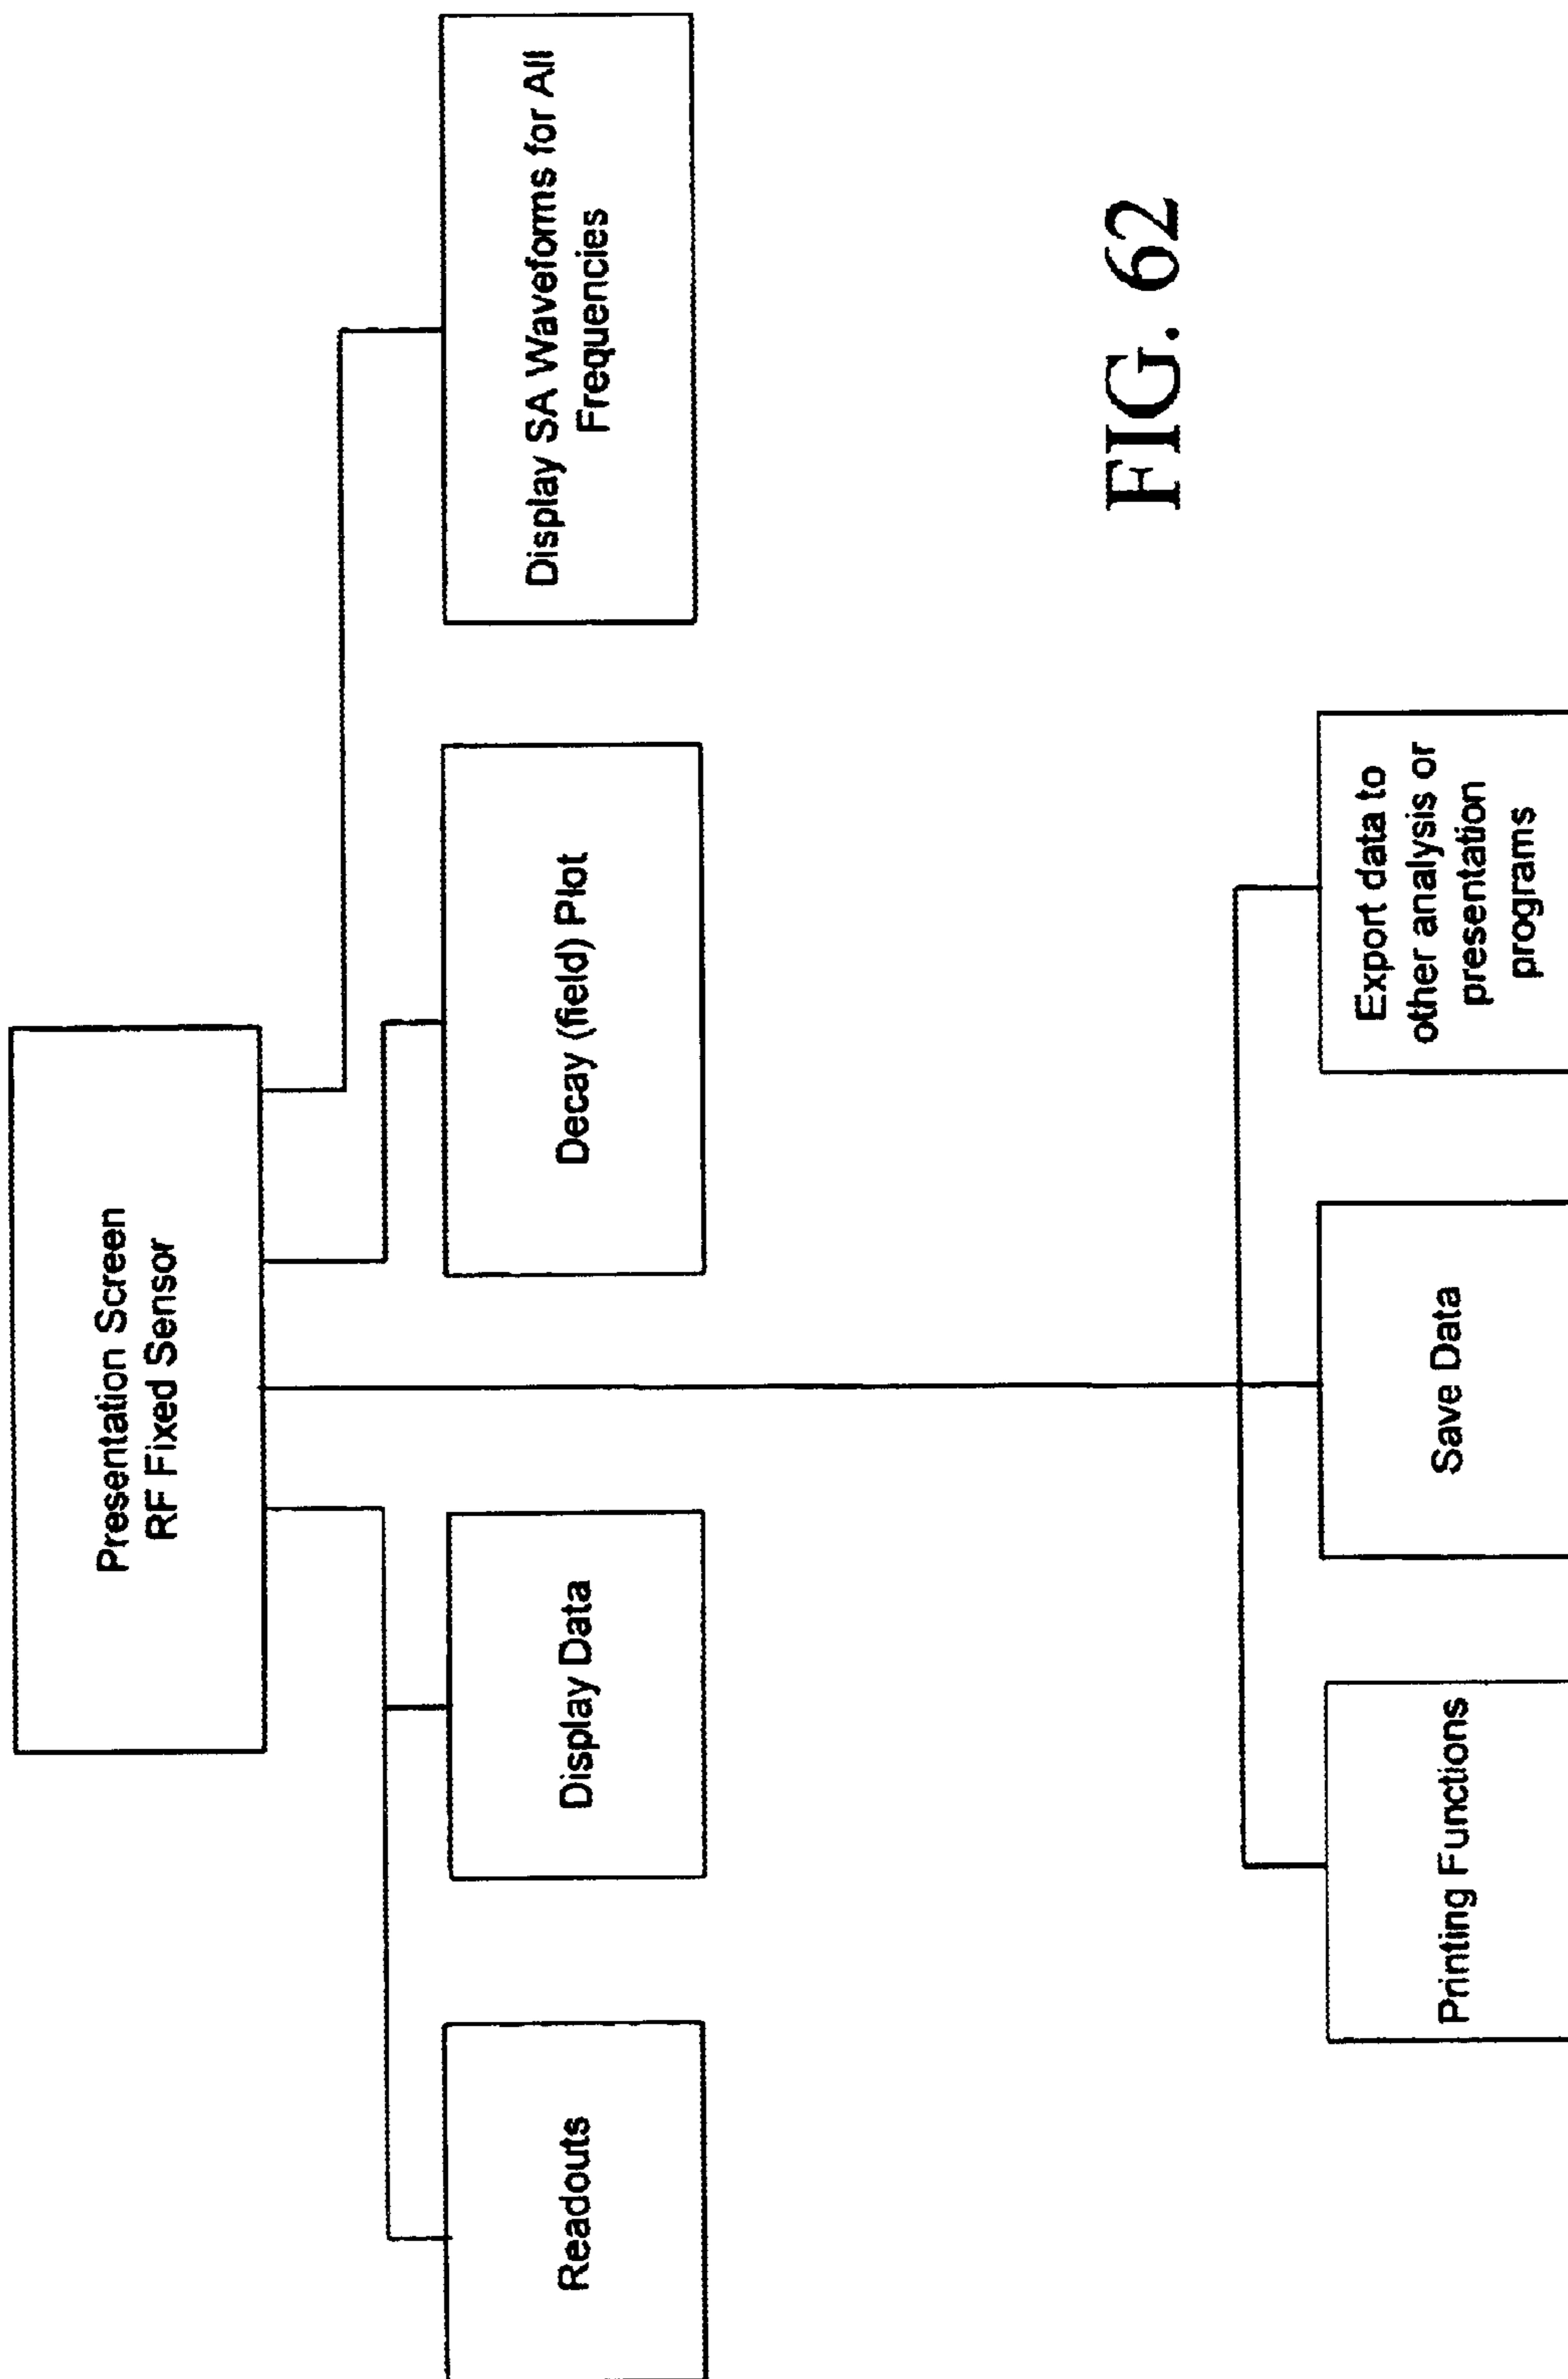 Presentation Screen
RF Fixed Sensor
Readouts
Display Data
Decay (field) Plot
Display SA Waveforms for All
Frequencies
Printing Functions
Save Data
Export data to
other analysis or
presentation
programs
FIG. 62